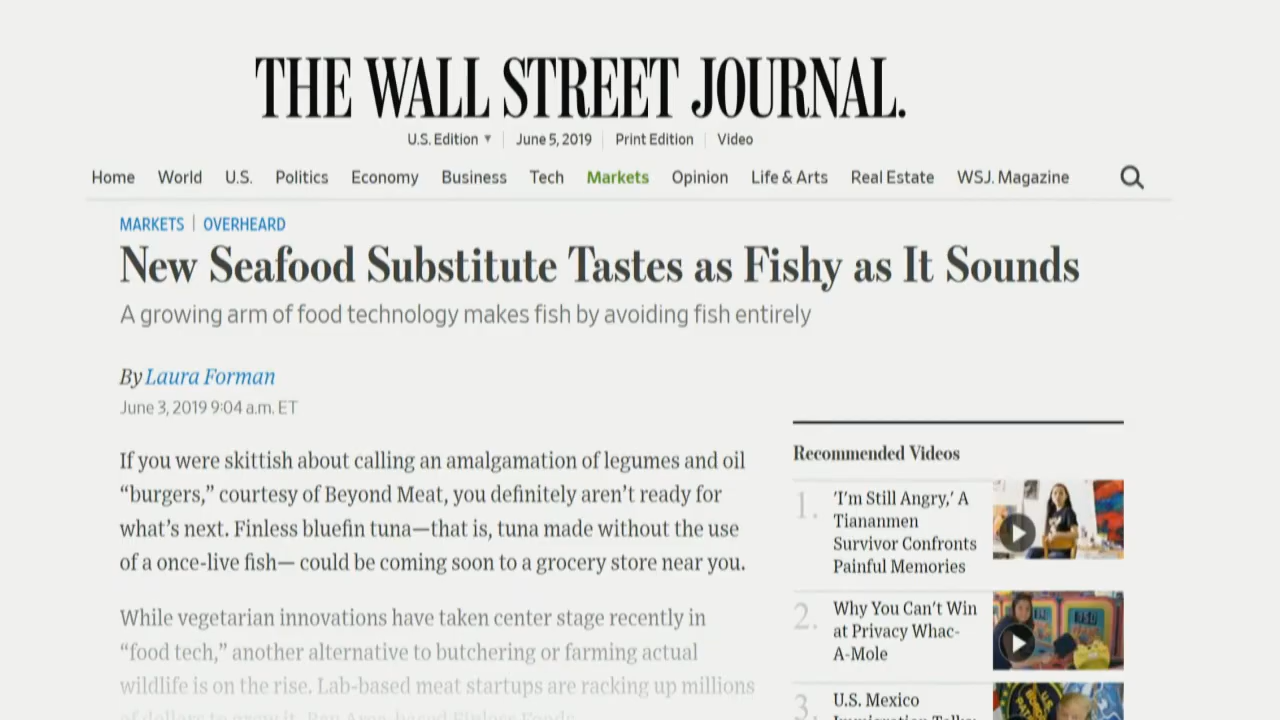 THE WALL STREET JOURNAL.
U.S. Edition ▼ June 5, 2019 Print Edition Video
Home World U.S. Politics Economy Business Tech Markets Opinion Life & Arts Real Estate WSJ. Magazine
MARKETS | OVERHEARD
New Seafood Substitute Tastes as Fishy as It Sounds
A growing arm of food technology makes fish by avoiding fish entirely
By Laura Forman
June 3, 2019 9:04 a.m. ET
If you were skittish about calling an amalgamation of legumes and oil
“burgers,” courtesy of Beyond Meat, you definitely aren’t ready for
what’s next. Finless bluefin tuna—that is, tuna made without the use
of a once-live fish— could be coming soon to a grocery store near you.
While vegetarian innovations have taken center stage recently in
“food tech,” another alternative to butchering or farming actual
wildlife is on the rise. Lab-based meat startups are racking up millions
Recommended Videos
1. ‘I’m Still Angry,’ A
Tiananmen
Survivor Confronts
Painful Memories
2. Why You Can’t Win
at Privacy Whac-
A-Mole
3. U.S. Mexico